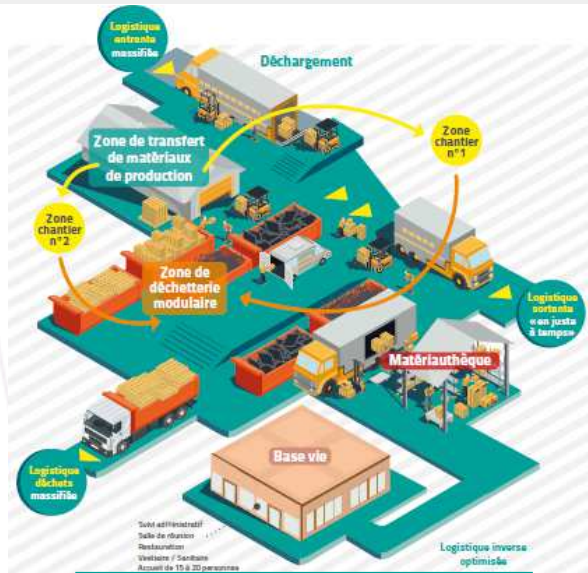 Logistique
entrante
massifiée
Déchargement
Zone de transfert
de matériaux
de production
Zone
chantier
n°1
Zone
chantier
n°2
Zone de
déchetterie
modulaire
Logistique
sortante
«en juste
à temps»
Matériauthèque
Logistique
déchets
massifiée
Base vie
Suivi administratif
Salle de réunion
Restauration
Vestiaire / Sanitaire
Accueil de 15 à 20 personnes
Logistique inverse
optimisée